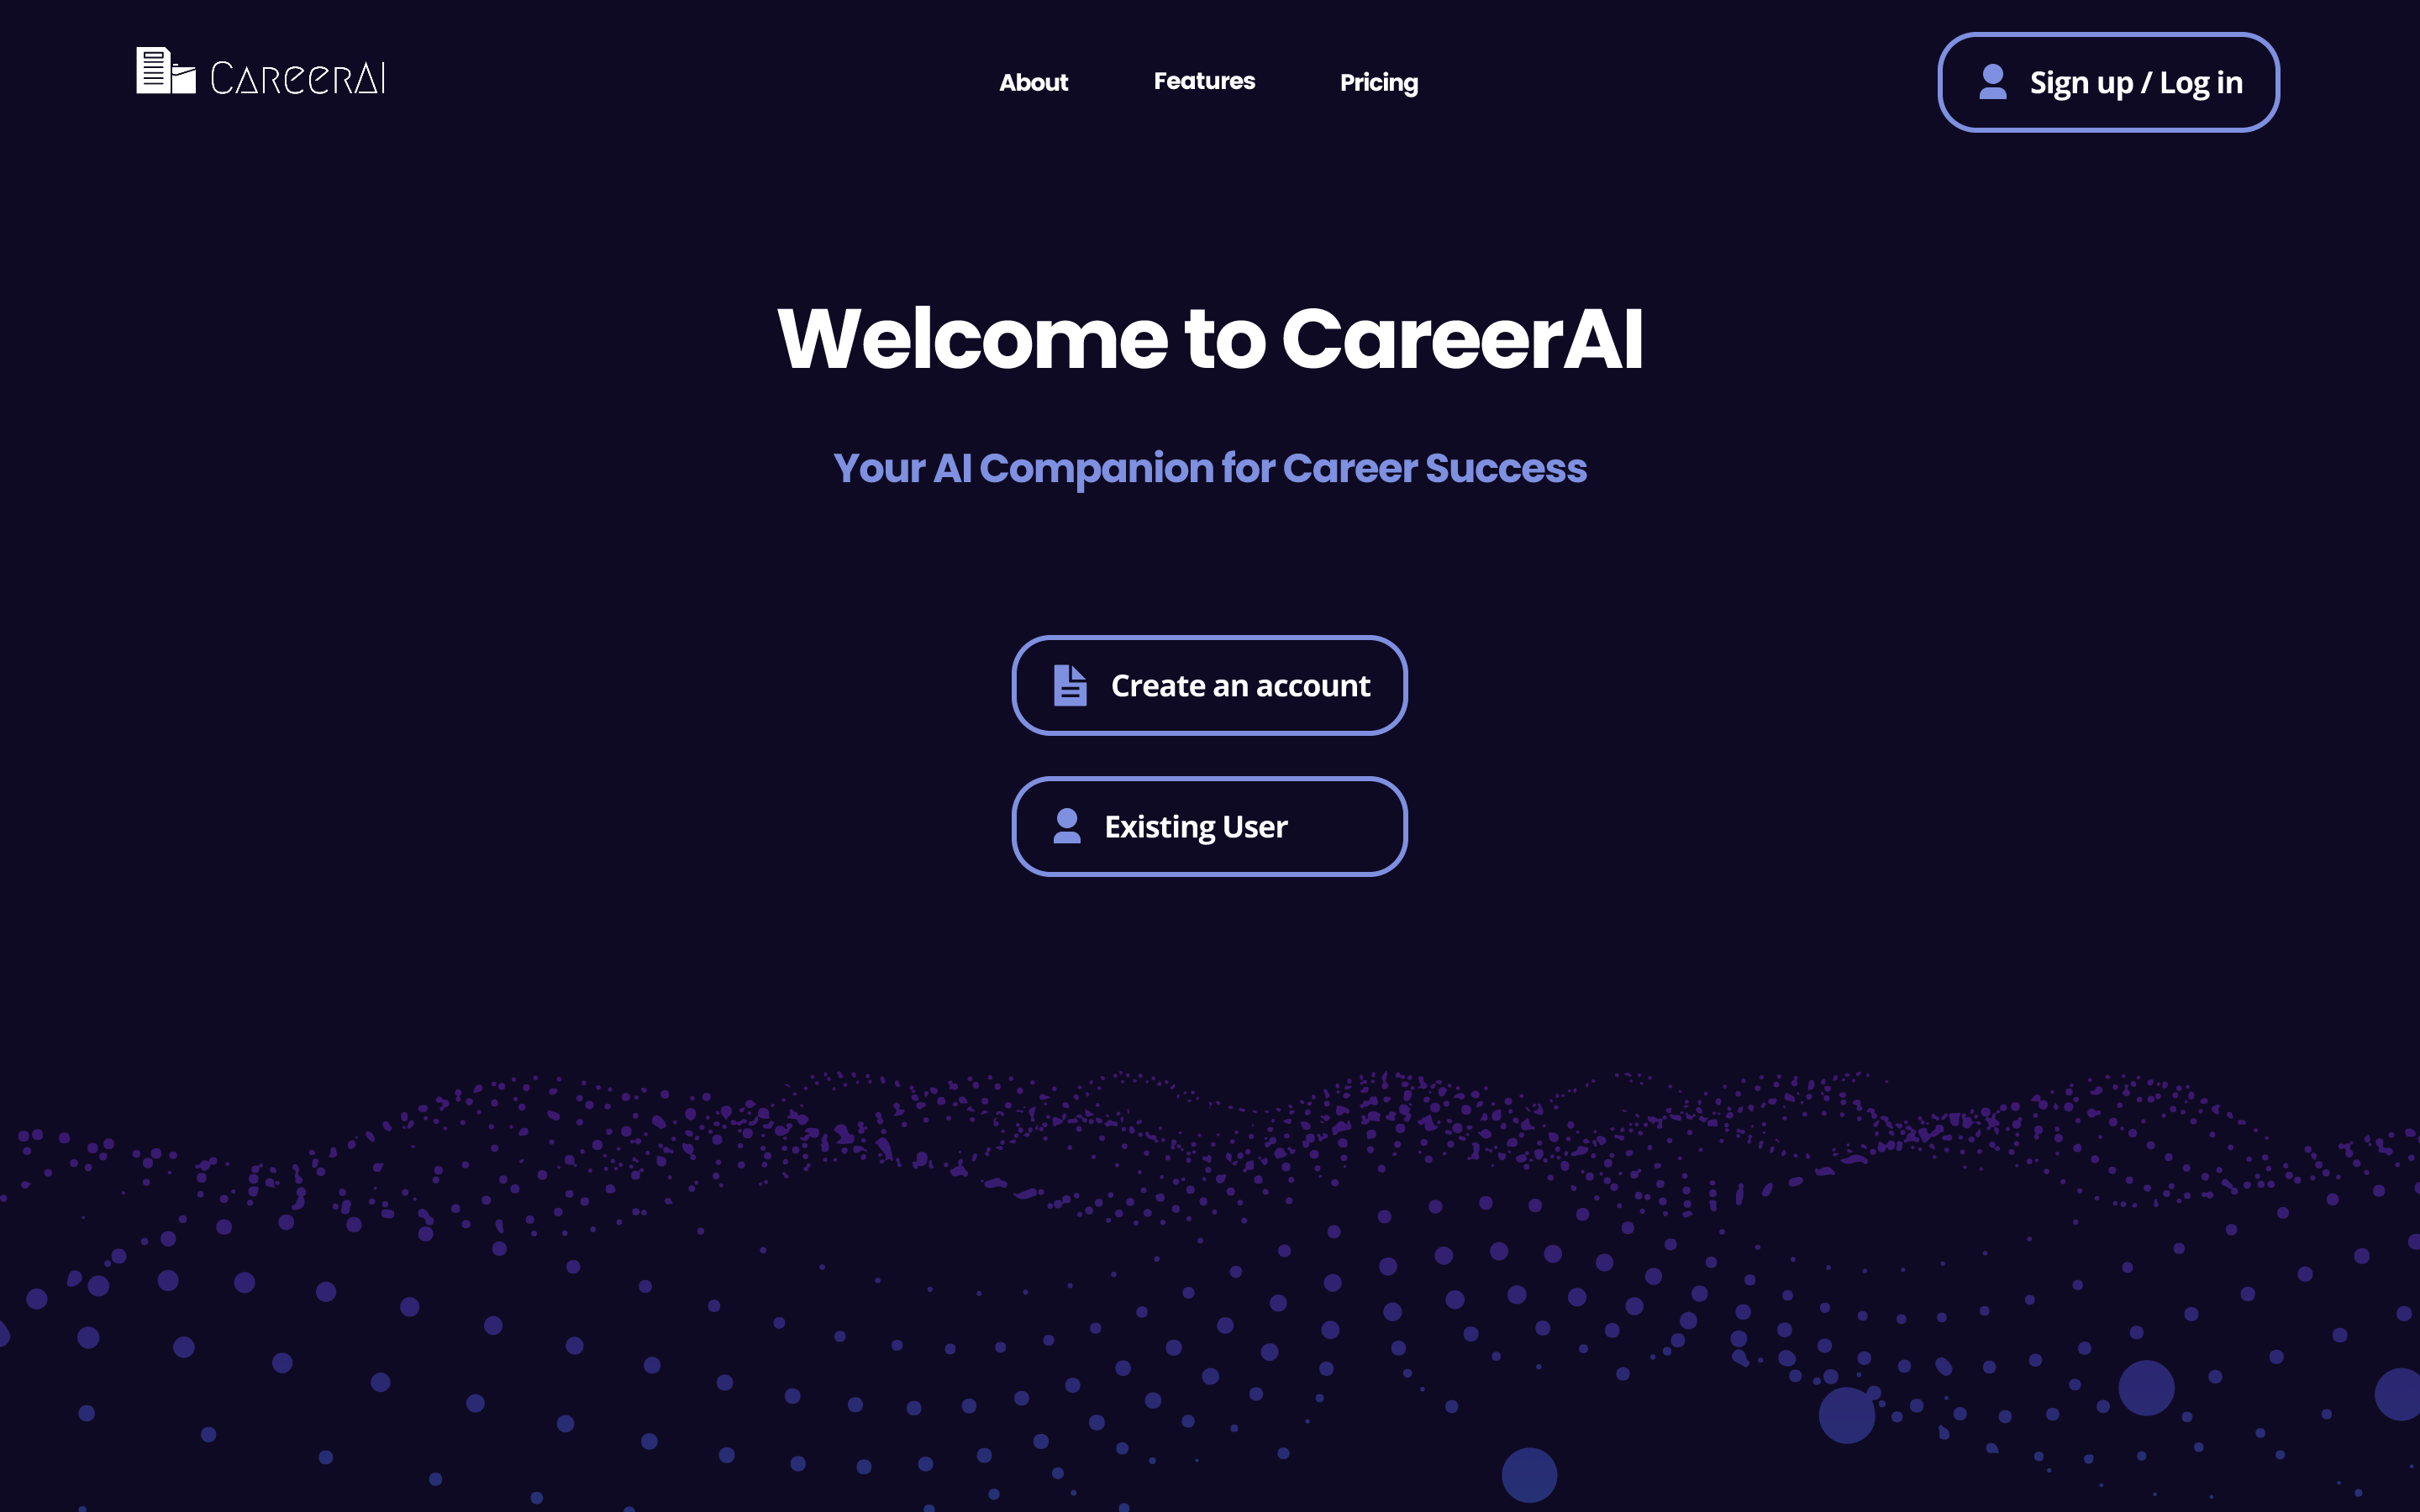 CareerAI
About Features Pricing
Sign up / Log in
Welcome to CareerAI
Your AI Companion for Career Success
Create an account
Existing User